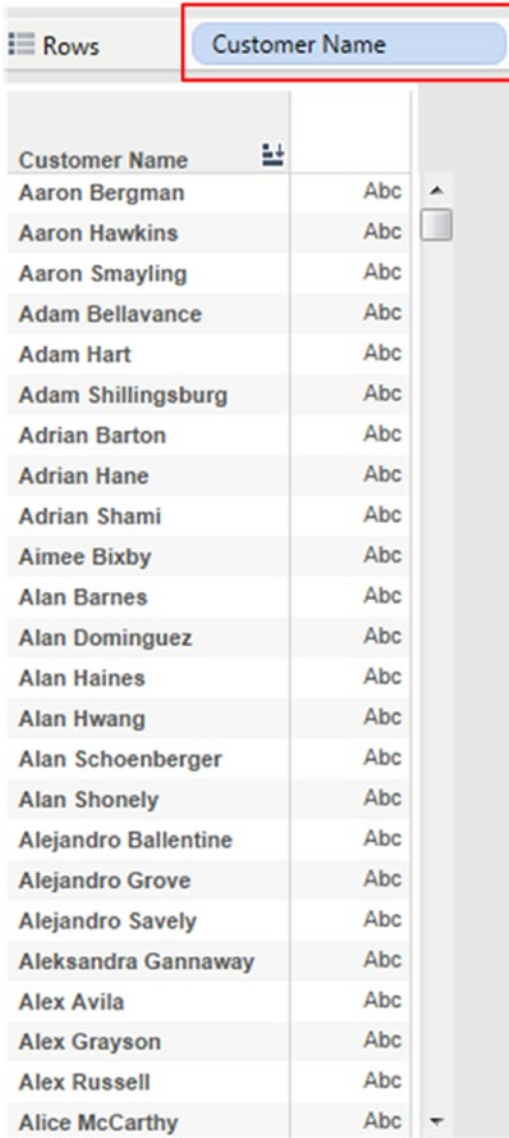 Rows Customer Name
Customer Name
Aaron Bergman Abc
Aaron Hawkins Abc
Aaron Smayling Abc
Adam Bellavance Abc
Adam Hart Abc
Adam Shillingsburg Abc
Adrian Barton Abc
Adrian Hane Abc
Adrian Shami Abc
Aimee Bixby Abc
Alan Barnes Abc
Alan Dominguez Abc
Alan Haines Abc
Alan Hwang Abc
Alan Schoenberger Abc
Alan Shonely Abc
Alejandro Ballentine Abc
Alejandro Grove Abc
Alejandro Savely Abc
Aleksandra Gannaway Abc
Alex Avila Abc
Alex Grayson Abc
Alex Russell Abc
Alice McCarthy Abc